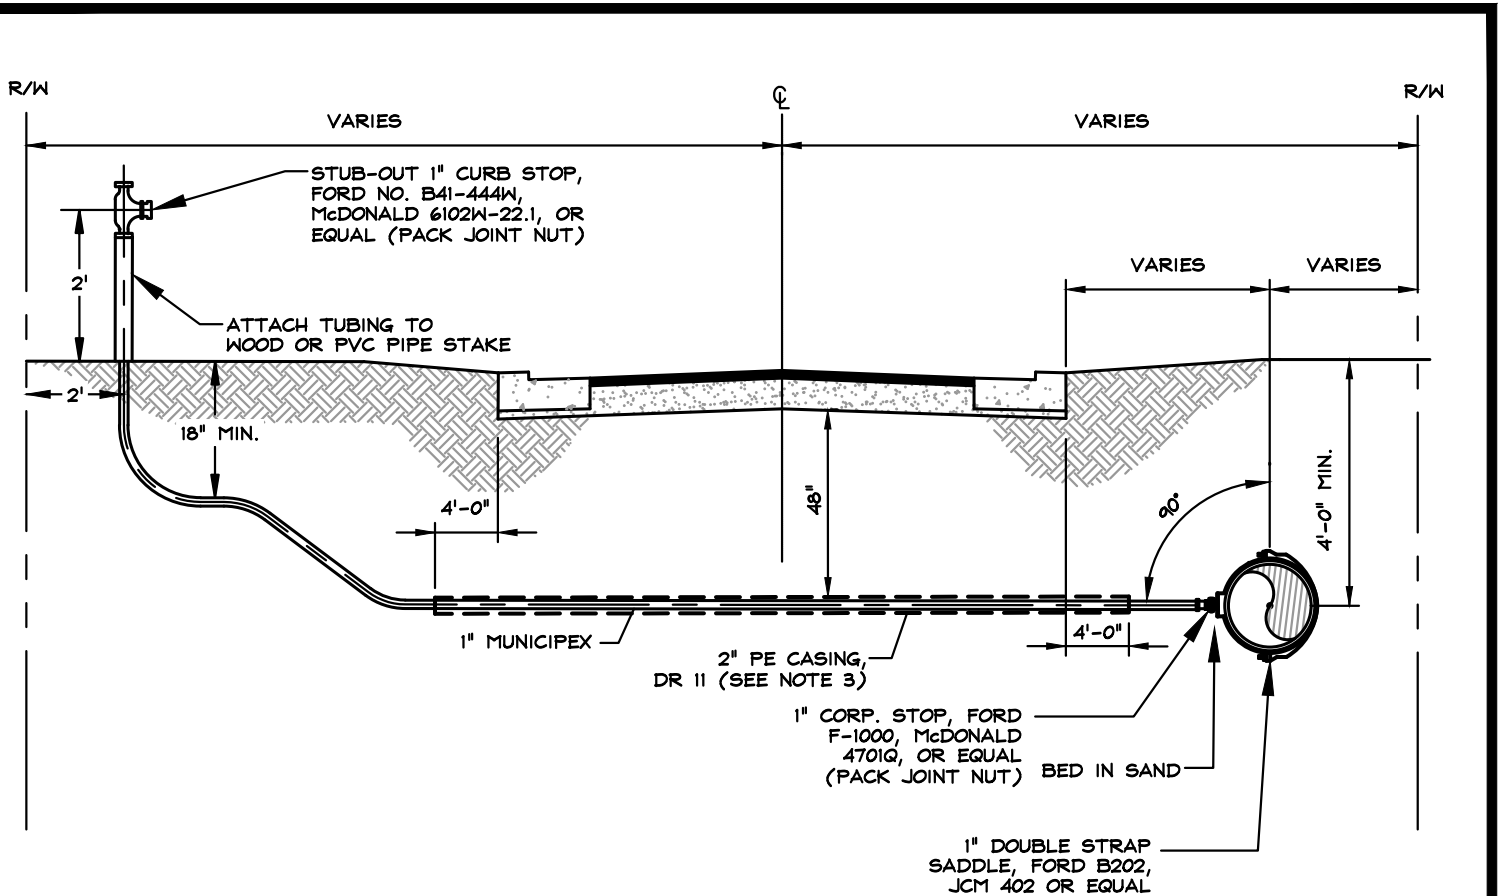 R/W
℄
R/W
VARIES
VARIES
STUB-OUT 1" CURB STOP,
FORD NO. B41-444W,
McDONALD 6102W-22.1, OR
EQUAL (PACK JOINT NUT)
VARIES
VARIES
2'
ATTACH TUBING TO
WOOD OR PVC PIPE STAKE
2'
18" MIN.
4'-0"
48"
90°
4'-0" MIN.
1" MUNICIPEX
4'-0"
2" PE CASING,
DR 11 (SEE NOTE 3)
1" CORP. STOP, FORD
F-1000, McDONALD
4701Q, OR EQUAL
(PACK JOINT NUT)
BED IN SAND
1" DOUBLE STRAP
SADDLE, FORD B202,
JCM 402 OR EQUAL